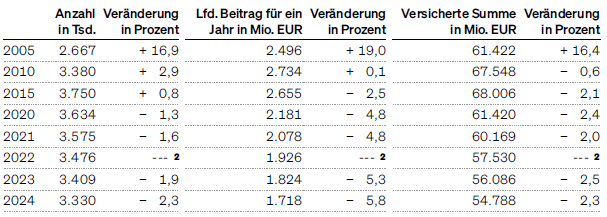 Anzahl Veränderung Lfd. Beitrag für ein Veränderung Versicherte Summe Veränderung
in Tsd. in Prozent Jahr in Mio. EUR in Prozent in Mio. EUR in Prozent
2005 2.667 + 16,9 2.496 + 19,0 61.422 + 16,4
2010 3.380 + 2,9 2.734 + 0,1 67.548 – 0,6
2015 3.750 + 0,8 2.655 – 2,5 68.006 – 2,1
2020 3.634 – 1,3 2.181 – 4,8 61.420 – 2,4
2021 3.575 – 1,6 2.078 – 4,8 60.169 – 2,0
2022 3.476 --- 2 1.926 --- 2 57.530 --- 2
2023 3.409 – 1,9 1.824 – 5,3 56.086 – 2,5
2024 3.330 – 2,3 1.718 – 5,8 54.788 – 2,3